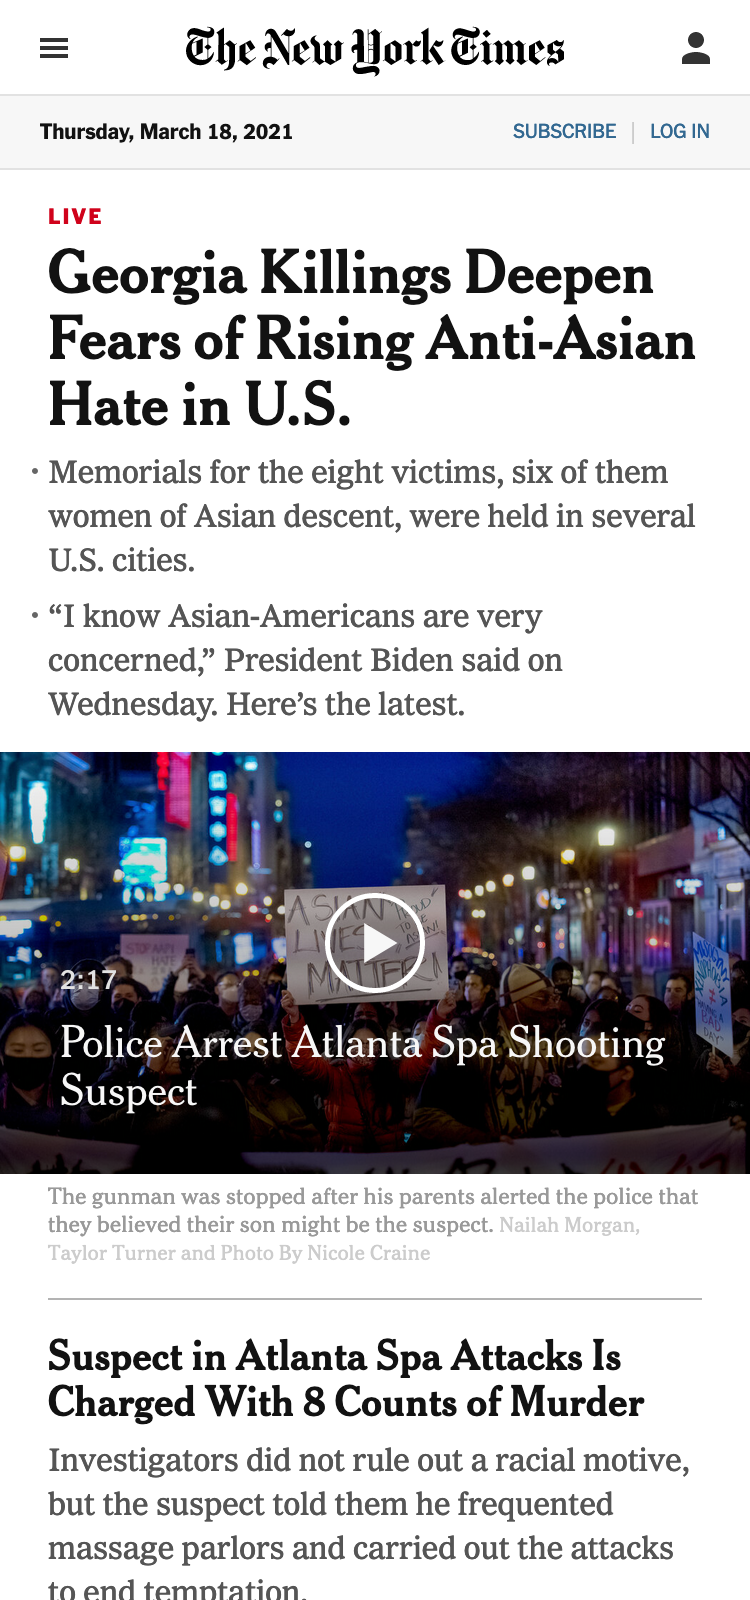 The New York Times
Thursday, March 18, 2021
SUBSCRIBE | LOG IN
LIVE
Georgia Killings Deepen
Fears of Rising Anti-Asian
Hate in U.S.
• Memorials for the eight victims, six of them
women of Asian descent, were held in several
U.S. cities.
• “I know Asian-Americans are very
concerned,” President Biden said on
Wednesday. Here’s the latest.
ASIAN
LIVES
MATTER
STOP AAPI
HATE
2:17
Police Arrest Atlanta Spa Shooting
Suspect
The gunman was stopped after his parents alerted the police that
they believed their son might be the suspect. Nailah Morgan,
Taylor Turner and Photo By Nicole Craine
Suspect in Atlanta Spa Attacks Is
Charged With 8 Counts of Murder
Investigators did not rule out a racial motive,
but the suspect told them he frequented
massage parlors and carried out the attacks
to end temptation.